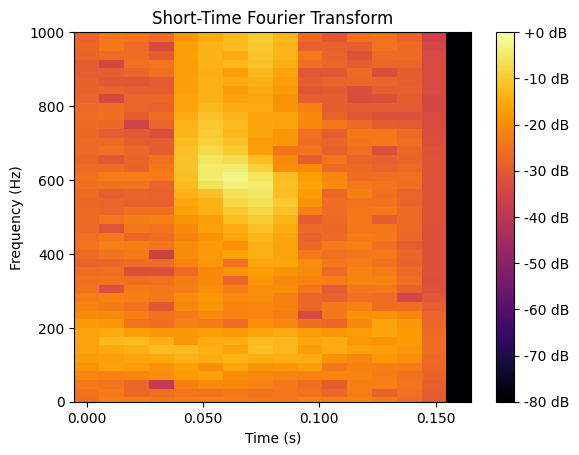 Short-Time Fourier Transform
1000
800
600
400
200
0
Frequency (Hz)
0.000
0.050
0.100
0.150
Time (s)
+0 dB
-10 dB
-20 dB
-30 dB
-40 dB
-50 dB
-60 dB
-70 dB
-80 dB